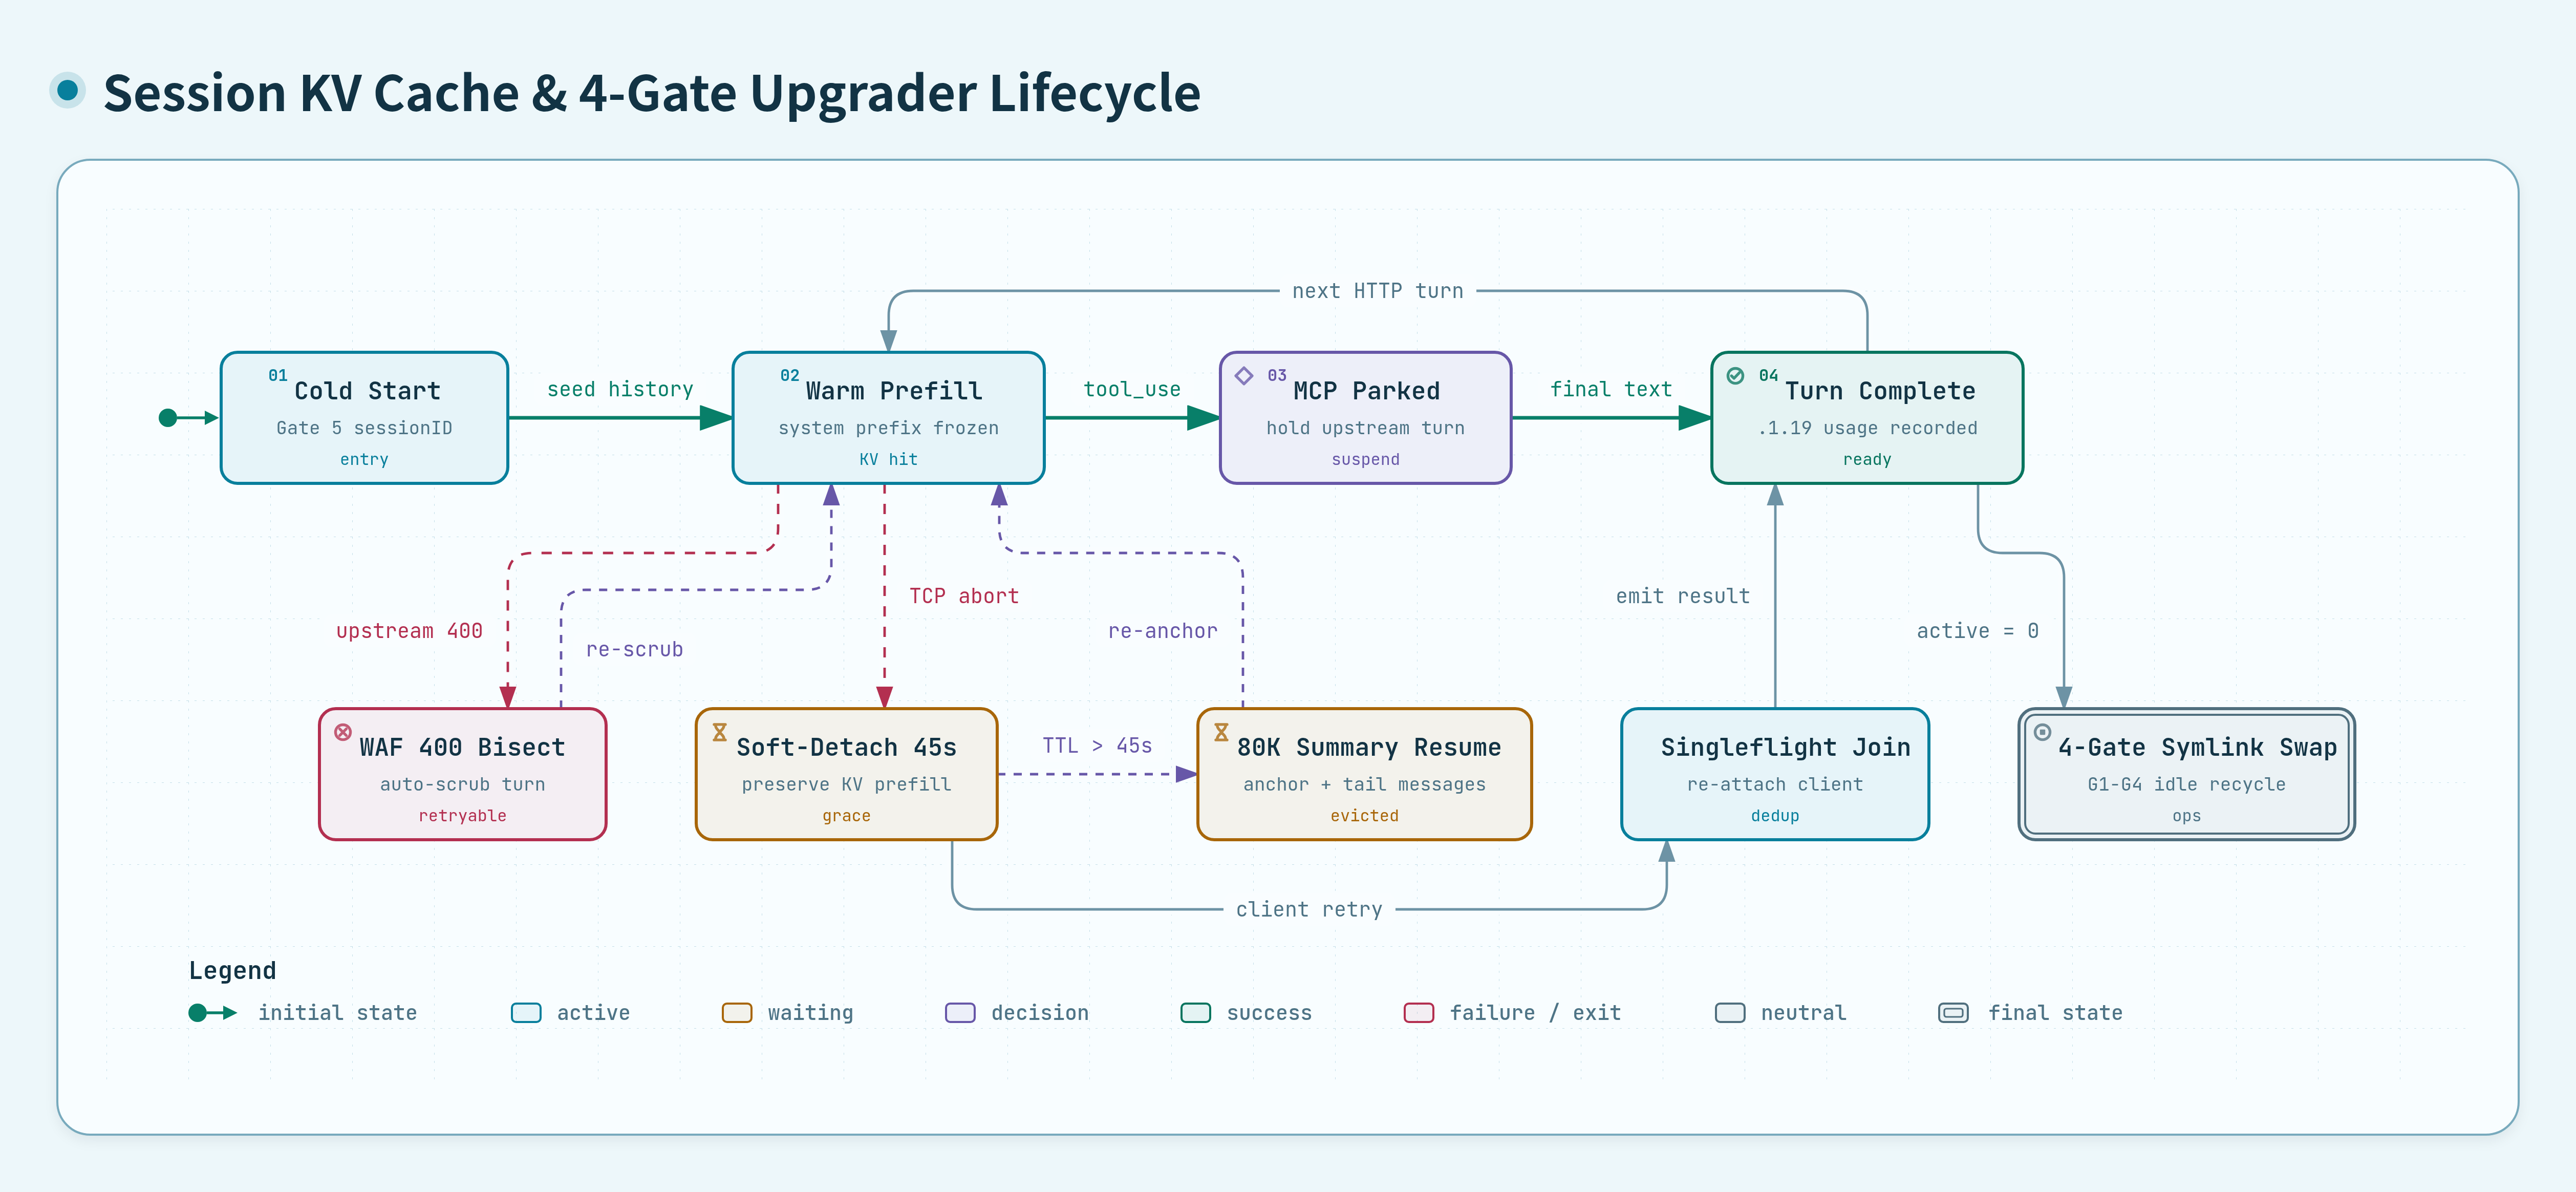 Session KV Cache & 4-Gate Upgrader Lifecycle
next HTTP turn
01 Cold Start
Gate 5 sessionID
entry
seed history
02 Warm Prefill
system prefix frozen
KV hit
tool_use
03 MCP Parked
hold upstream turn
suspend
final text
04 Turn Complete
.1.19 usage recorded
ready
upstream 400
re-scrub
TCP abort
re-anchor
emit result
active = 0
WAF 400 Bisect
auto-scrub turn
retryable
Soft-Detach 45s
preserve KV prefill
grace
TTL > 45s
80K Summary Resume
anchor + tail messages
evicted
Singleflight Join
re-attach client
dedup
4-Gate Symlink Swap
G1-G4 idle recycle
ops
client retry
Legend
initial state
active
waiting
decision
success
failure / exit
neutral
final state